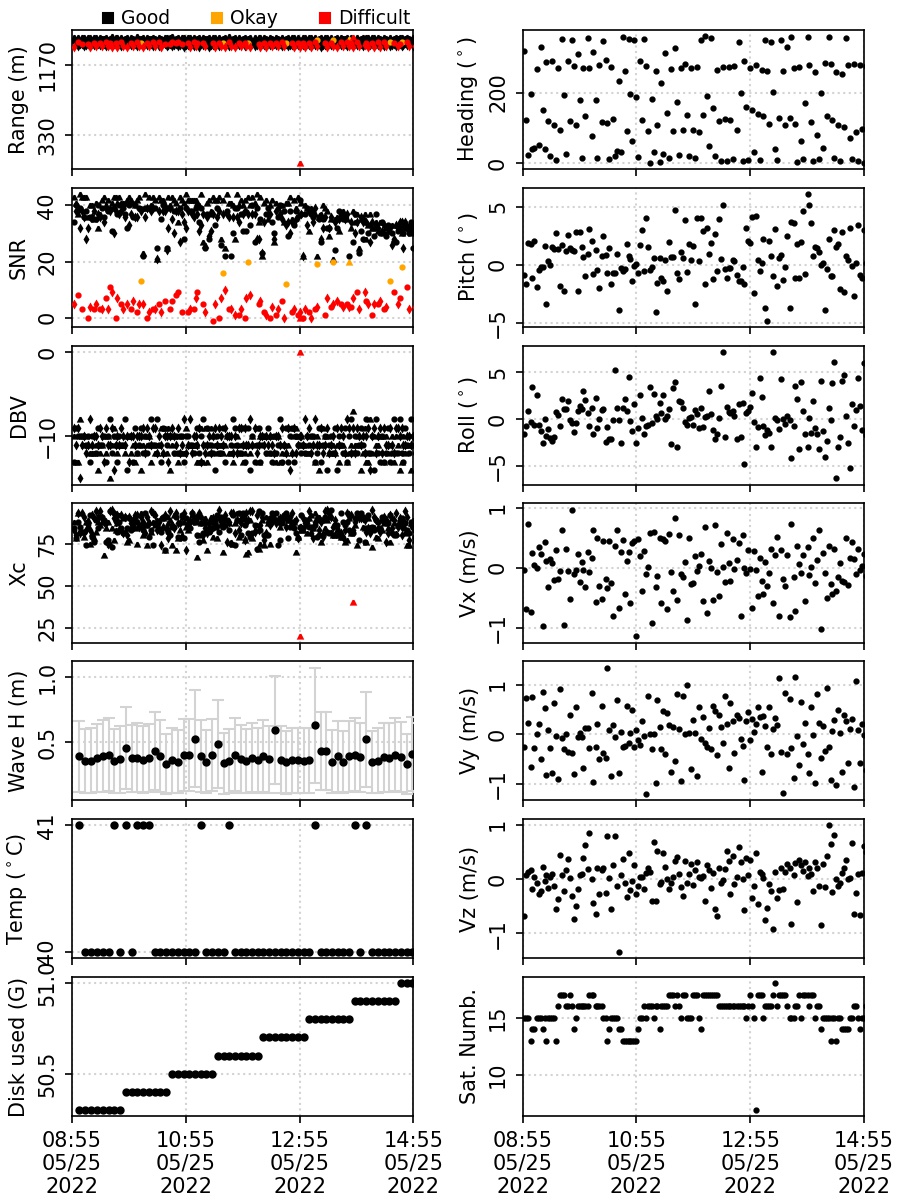 Good Okay Difficult
Range (m)
1170
330
Heading (°)
200
0
SNR
40
20
0
Pitch (°)
5
0
−5
DBV
0
−10
Roll (°)
5
0
−5
Xc
75
50
25
Vx (m/s)
1
0
−1
Wave H (m)
1.0
0.5
Vy (m/s)
1
0
−1
Temp (°C)
41
40
Vz (m/s)
1
0
−1
Disk used (G)
51.0
50.5
Sat. Numb.
15
10
08:55 10:55 12:55 14:55
05/25 05/25 05/25 05/25
2022 2022 2022 2022
08:55 10:55 12:55 14:55
05/25 05/25 05/25 05/25
2022 2022 2022 2022